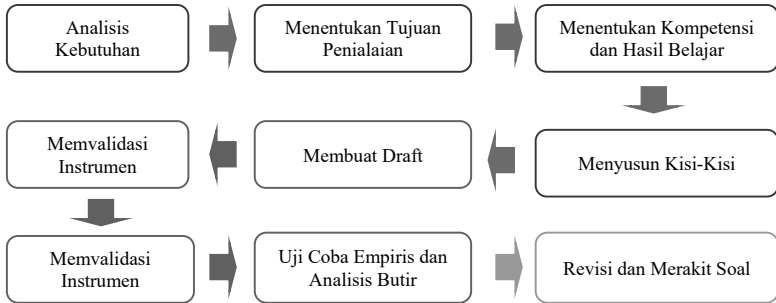 Analisis
Kebutuhan
Menentukan Tujuan
Penialaian
Menentukan Kompetensi
dan Hasil Belajar
Menyusun Kisi-Kisi
Membuat Draft
Memvalidasi
Instrumen
Memvalidasi
Instrumen
Uji Coba Empiris dan
Analisis Butir
Revisi dan Merakit Soal